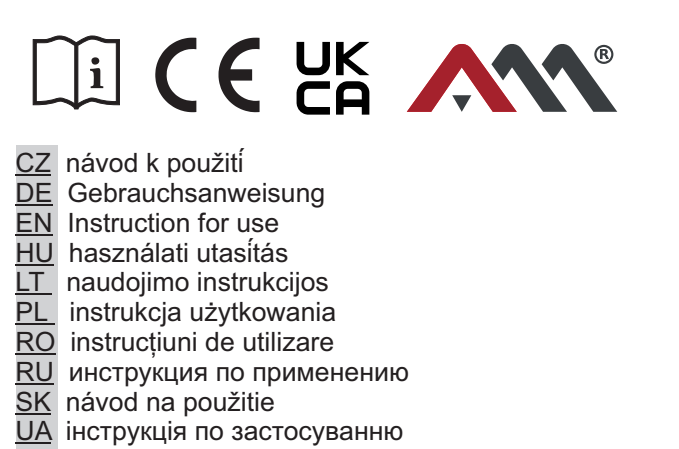 i CE UK CA AM ®
CZ návod k použití
DE Gebrauchsanweisung
EN Instruction for use
HU használati utasítás
LT naudojimo instrukcijos
PL instrukcja użytkowania
RO instrucțiuni de utilizare
RU инструкция по применению
SK návod na použitie
UA інструкція по застосуванню